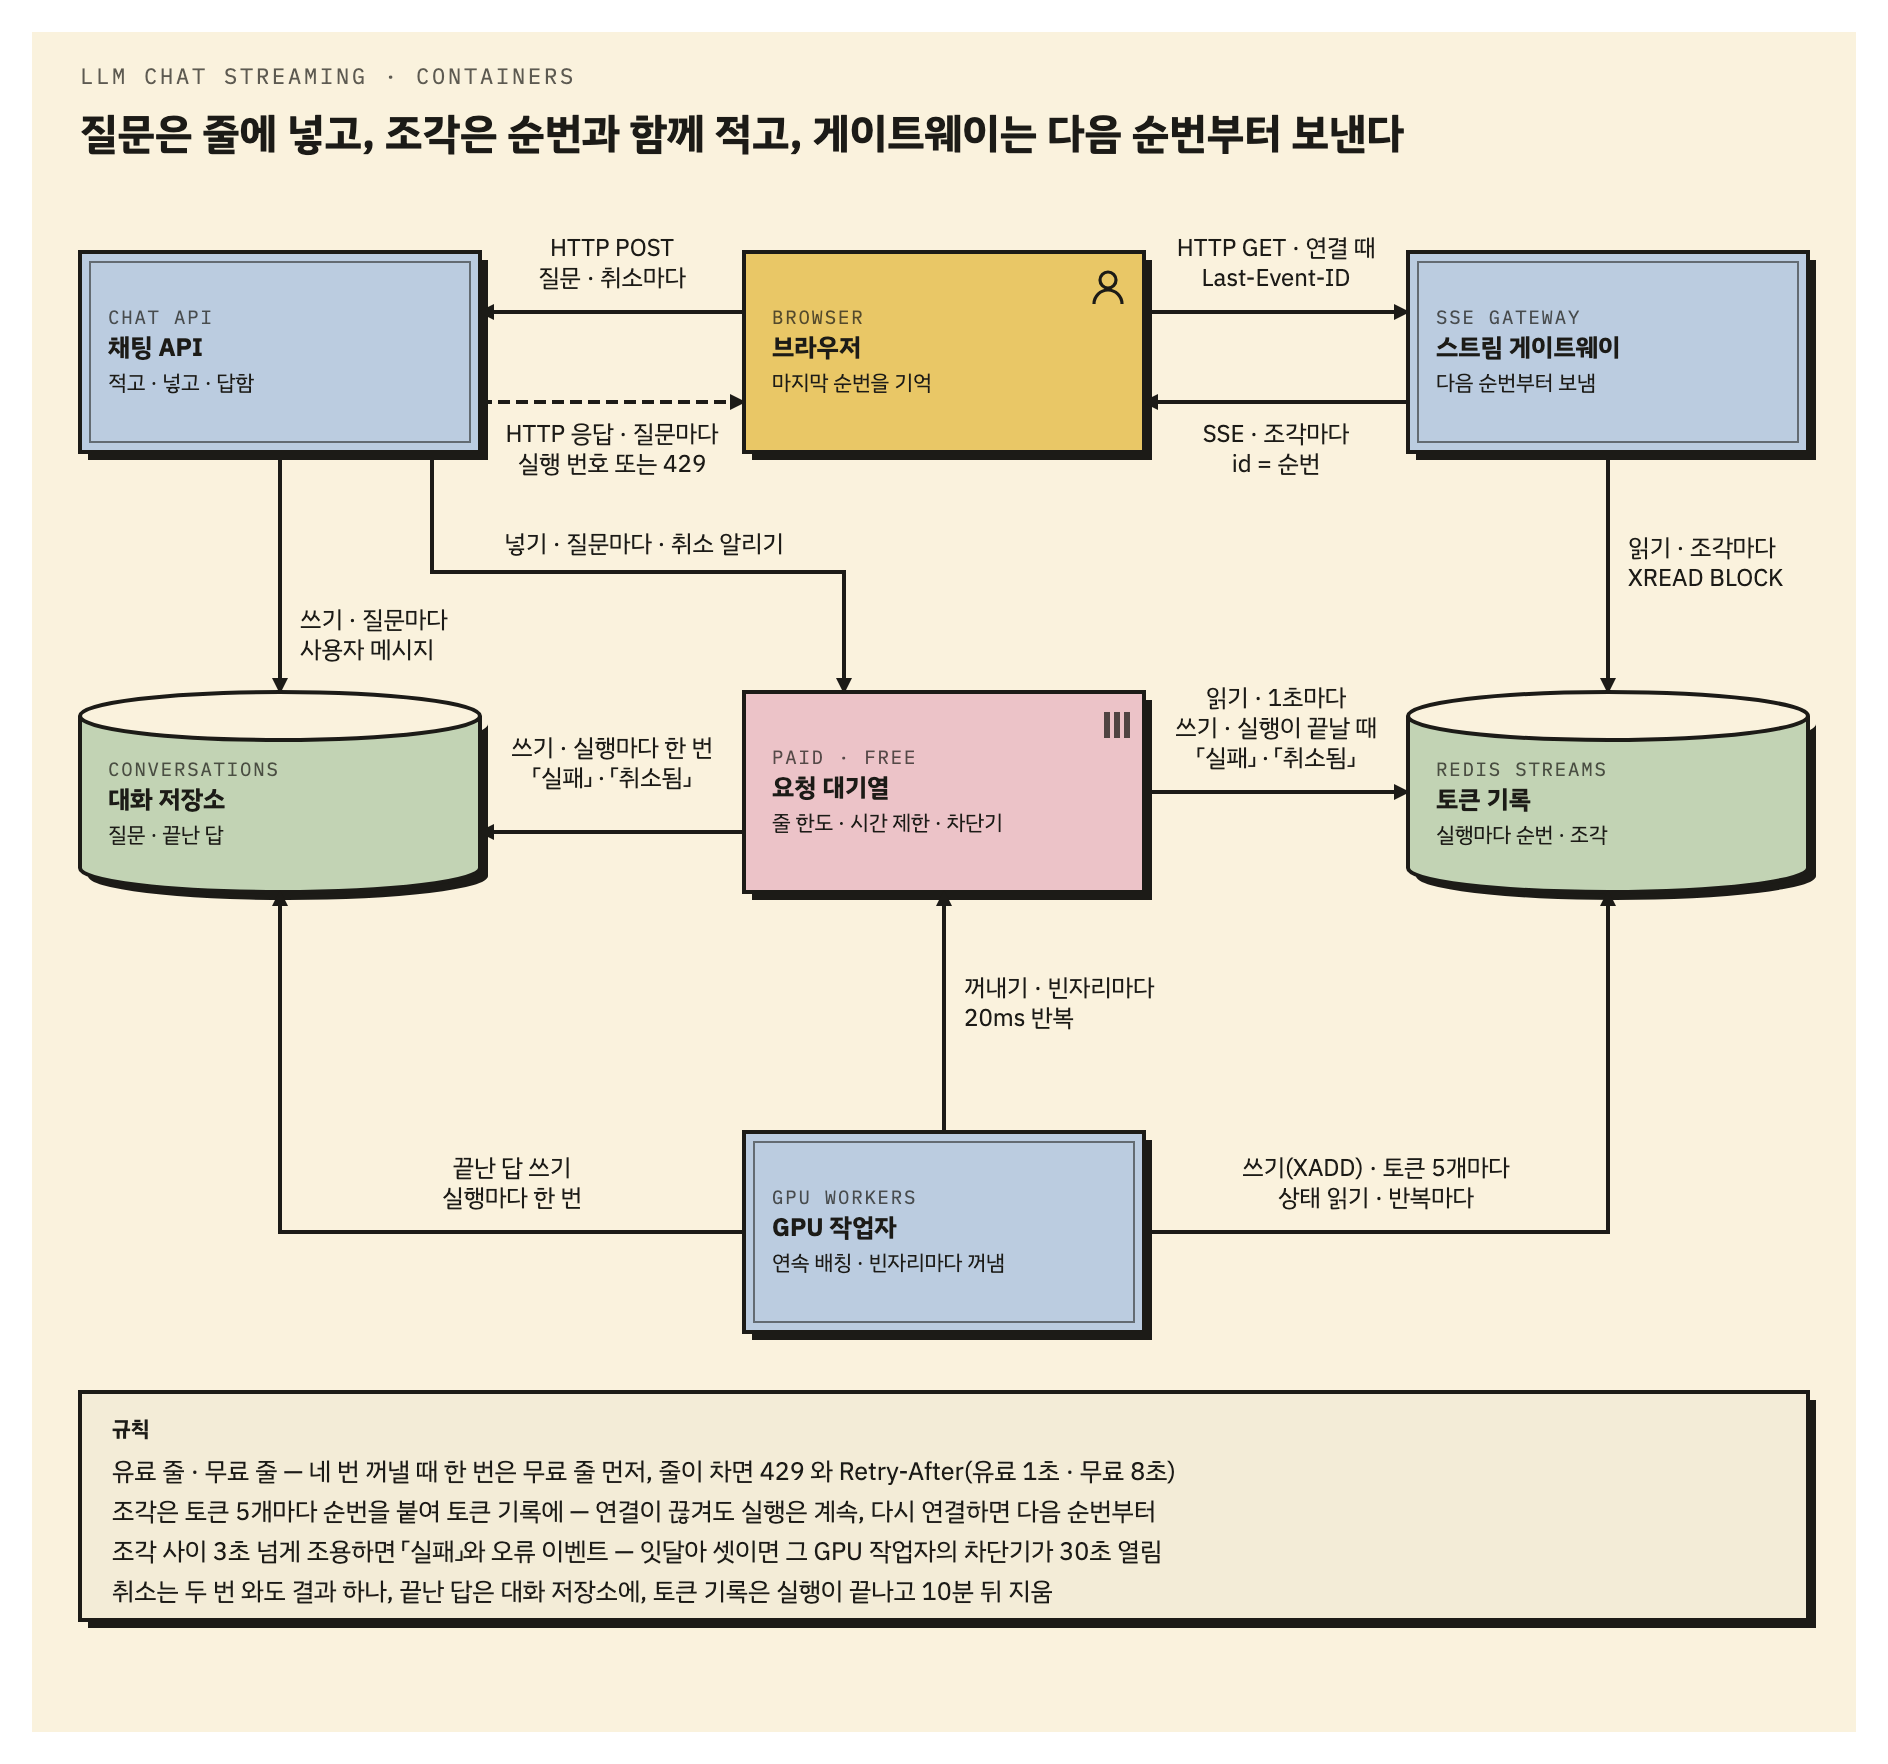 LLM CHAT STREAMING · CONTAINERS
질문은 줄에 넣고, 조각은 순번과 함께 적고, 게이트웨이는 다음 순번부터 보낸다
HTTP POST
질문 · 취소마다
HTTP GET · 연결 때
Last-Event-ID
CHAT API
채팅 API
적고 · 넣고 · 답함
BROWSER
브라우저
마지막 순번을 기억
SSE GATEWAY
스트림 게이트웨이
다음 순번부터 보냄
HTTP 응답 · 질문마다
실행 번호 또는 429
SSE · 조각마다
id = 순번
넣기 · 질문마다 · 취소 알리기
읽기 · 조각마다
XREAD BLOCK
쓰기 · 질문마다
사용자 메시지
CONVERSATIONS
대화 저장소
질문 · 끝난 답
쓰기 · 실행마다 한 번
「실패」·「취소됨」
PAID · FREE
요청 대기열
줄 한도 · 시간 제한 · 차단기
읽기 · 1초마다
쓰기 · 실행이 끝날 때
「실패」·「취소됨」
REDIS STREAMS
토큰 기록
실행마다 순번 · 조각
꺼내기 · 빈자리마다
20ms 반복
끝난 답 쓰기
실행마다 한 번
GPU WORKERS
GPU 작업자
연속 배칭 · 빈자리마다 꺼냄
쓰기(XADD) · 토큰 5개마다
상태 읽기 · 반복마다
규칙
유료 줄 · 무료 줄 — 네 번 꺼낼 때 한 번은 무료 줄 먼저, 줄이 차면 429 와 Retry-After(유료 1초 · 무료 8초)
조각은 토큰 5개마다 순번을 붙여 토큰 기록에 — 연결이 끊겨도 실행은 계속, 다시 연결하면 다음 순번부터
조각 사이 3초 넘게 조용하면 「실패」와 오류 이벤트 — 잇달아 셋이면 그 GPU 작업자의 차단기가 30초 열림
취소는 두 번 와도 결과 하나, 끝난 답은 대화 저장소에, 토큰 기록은 실행이 끝나고 10분 뒤 지움